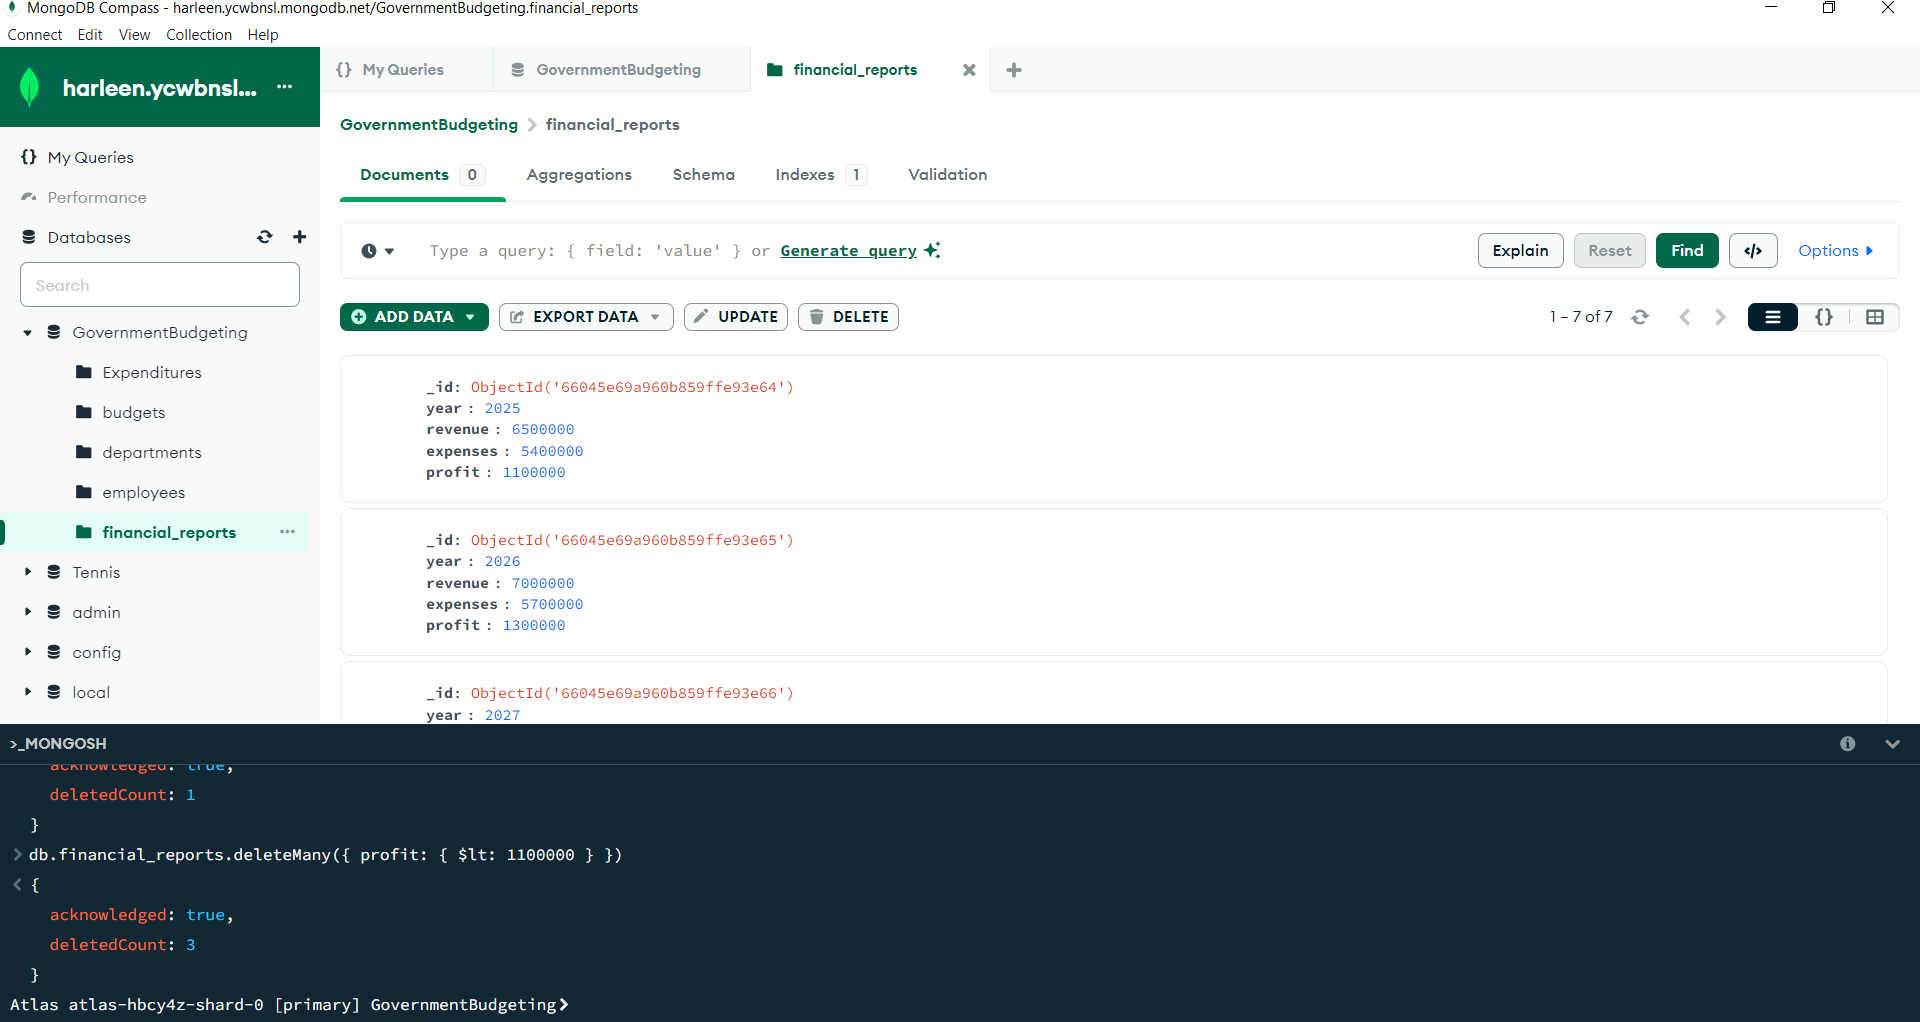 MongoDB Compass - harleen.ycwbnsl.mongodb.net/GovernmentBudgeting.financial_reports
Connect Edit View Collection Help
harleen.ycwbnsl... ...
{} My Queries
Performance
Databases
Search
GovernmentBudgeting
Expenditures
budgets
departments
employees
financial_reports ...
Tennis
admin
config
local
{} My Queries GovernmentBudgeting financial_reports
GovernmentBudgeting > financial_reports
Documents 0 Aggregations Schema Indexes 1 Validation
Type a query: { field: 'value' } or Generate query Explain Reset Find </> Options
ADD DATA EXPORT DATA UPDATE DELETE 1 – 7 of 7 {}
_id: ObjectId('66045e69a960b859ffe93e64')
year : 2025
revenue : 6500000
expenses : 5400000
profit : 1100000
_id: ObjectId('66045e69a960b859ffe93e65')
year : 2026
revenue : 7000000
expenses : 5700000
profit : 1300000
_id: ObjectId('66045e69a960b859ffe93e66')
year : 2027
>_MONGOSH
acknowledged: true,
deletedCount: 1
}
> db.financial_reports.deleteMany({ profit: { $lt: 1100000 } })
< {
acknowledged: true,
deletedCount: 3
}
Atlas atlas-hbcy4z-shard-0 [primary] GovernmentBudgeting>